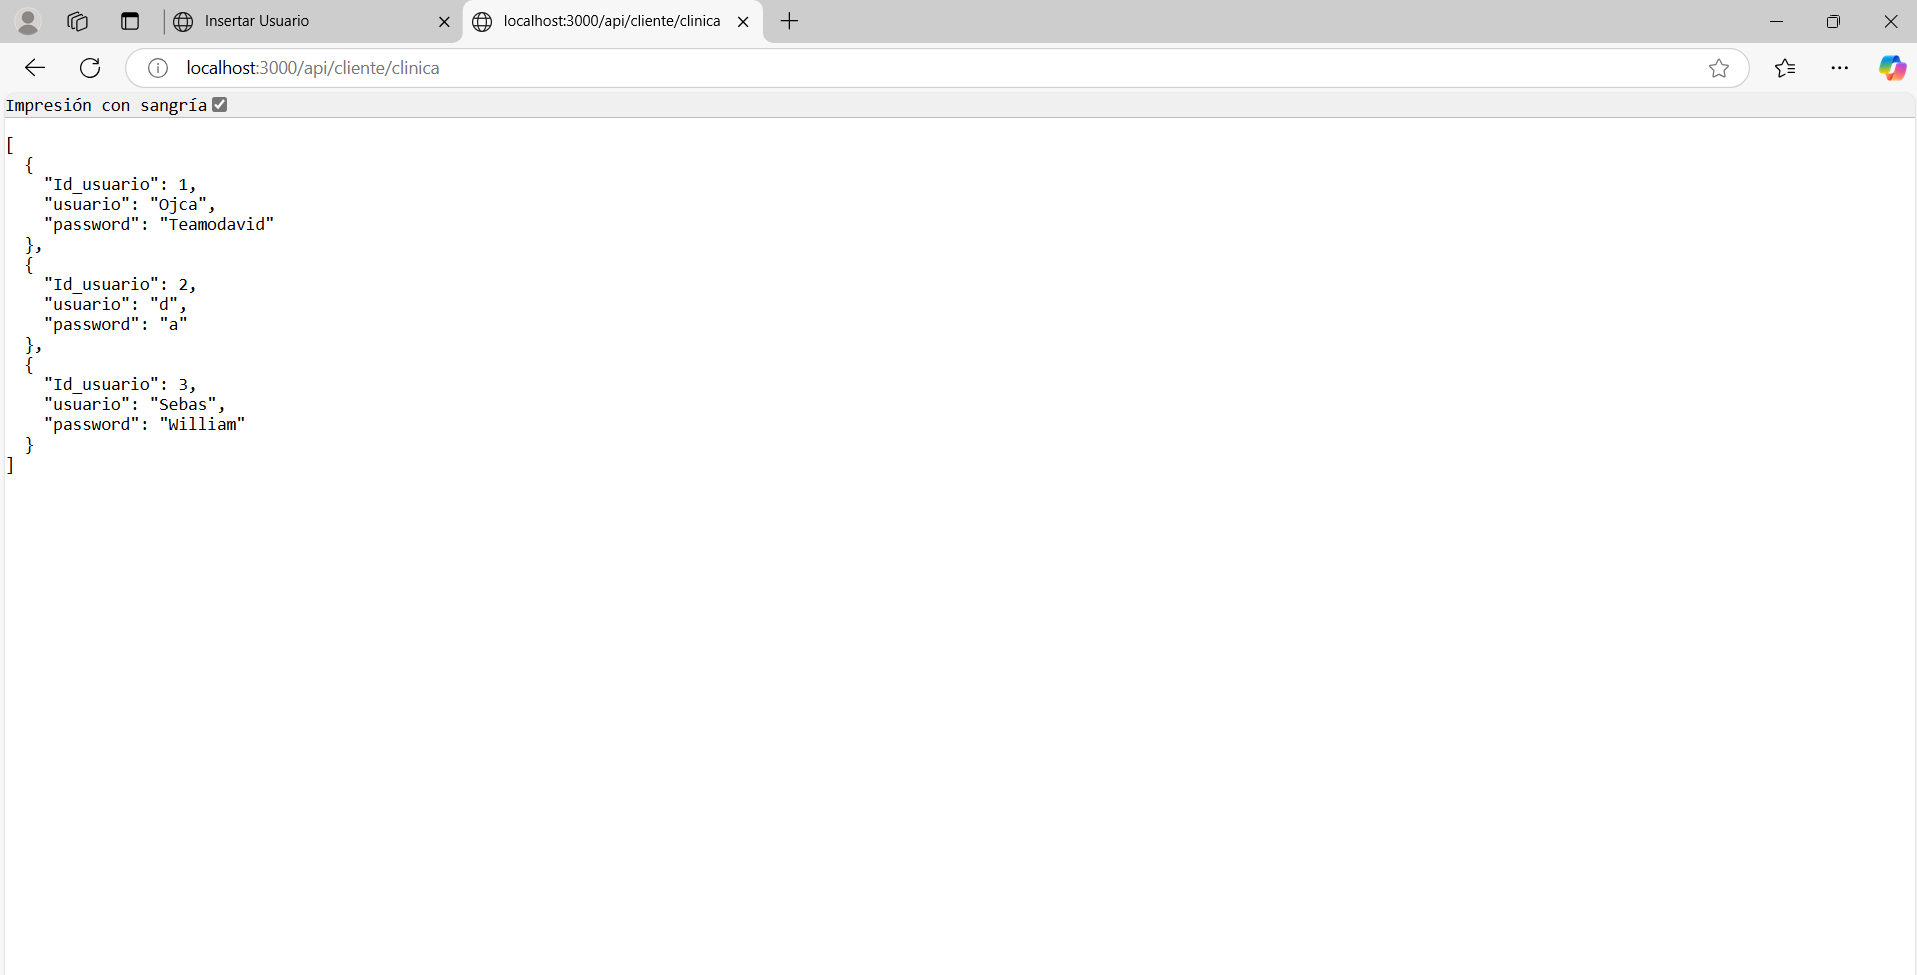 Insertar Usuario
localhost:3000/api/cliente/clinica
localhost:3000/api/cliente/clinica
Impresión con sangría
[
  {
    "Id_usuario": 1,
    "usuario": "Ojca",
    "password": "Teamodavid"
  },
  {
    "Id_usuario": 2,
    "usuario": "d",
    "password": "a"
  },
  {
    "Id_usuario": 3,
    "usuario": "Sebas",
    "password": "William"
  }
]